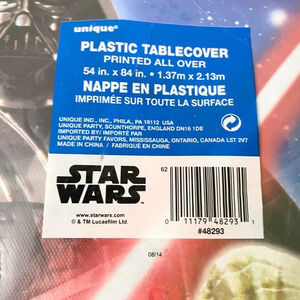 unique®
PLASTIC TABLECOVER
PRINTED ALL OVER
54 in. x 84 in. • 1.37m x 2.13m
NAPPE EN PLASTIQUE
IMPRIMÉE SUR TOUTE LA SURFACE
UNIQUE IND., INC., PHILA., PA 19112 USA
UNIQUE PARTY, SCUNTHORPE, ENGLAND DN16 1DE
IMPORTED BY/ IMPORTÉ PAR
UNIQUE PARTY FAVORS, MISSISSAUGA, ONTARIO, CANADA L5T 2V7
MADE IN CHINA / FABRIQUÉ EN CHINE
STAR
WARS
www.starwars.com
© & TM Lucasfilm Ltd.
62
0 11179 48293 1
#48293
08/14